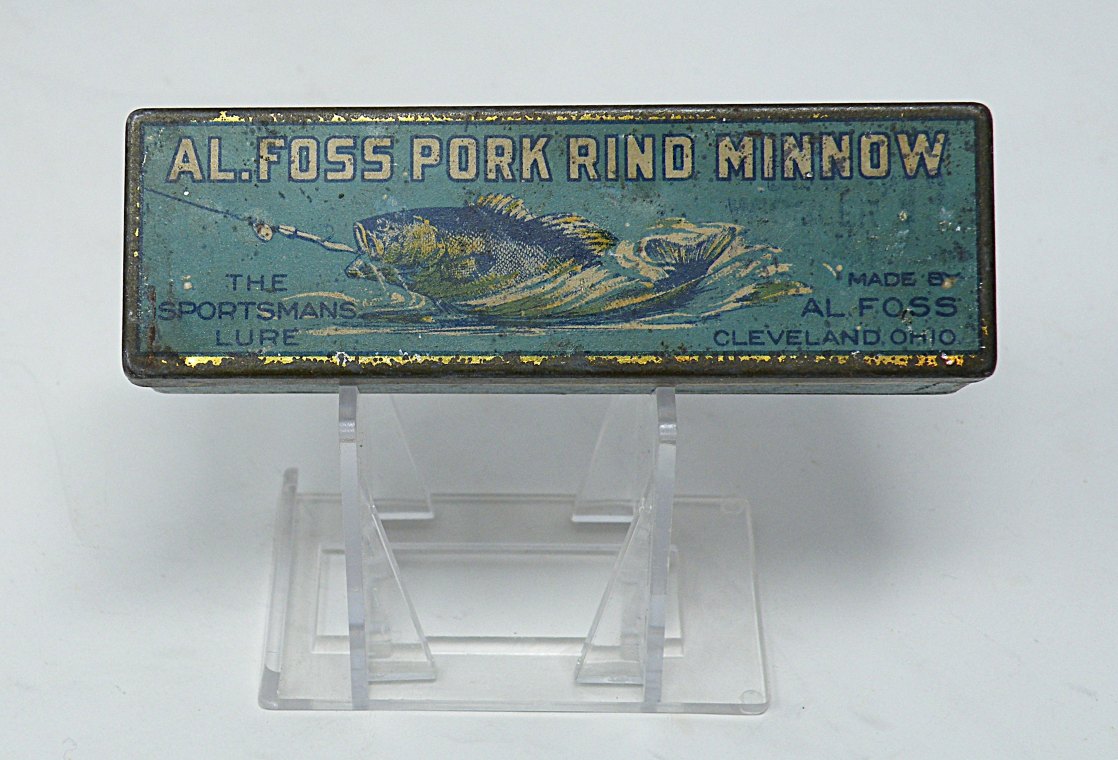 AL. FOSS PORK RIND MINNOW
THE
SPORTSMANS
LURE
MADE BY
AL FOSS
CLEVELAND. OHIO